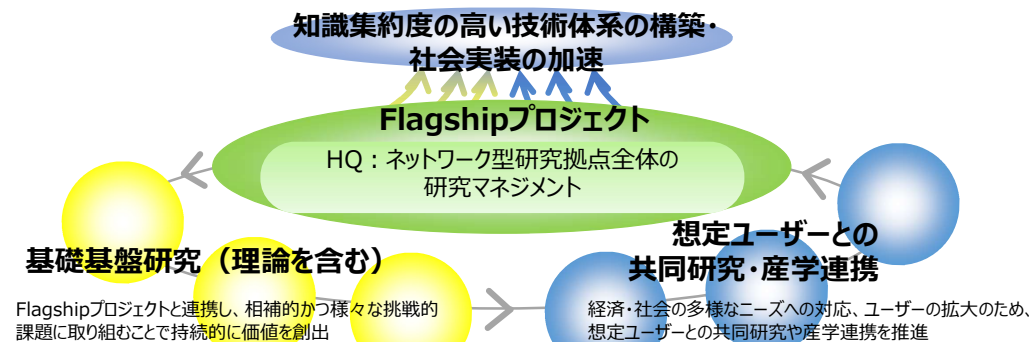 知識集約度の高い技術体系の構築・
社会実装の加速
Flagshipプロジェクト
HQ：ネットワーク型研究拠点全体の
研究マネジメント
基礎基盤研究（理論を含む）
Flagshipプロジェクトと連携し、相補的かつ様々な挑戦的
課題に取り組むことで持続的に価値を創出
想定ユーザーとの
共同研究・産学連携
経済・社会の多様なニーズへの対応、ユーザーの拡大のため、
想定ユーザーとの共同研究や産学連携を推進